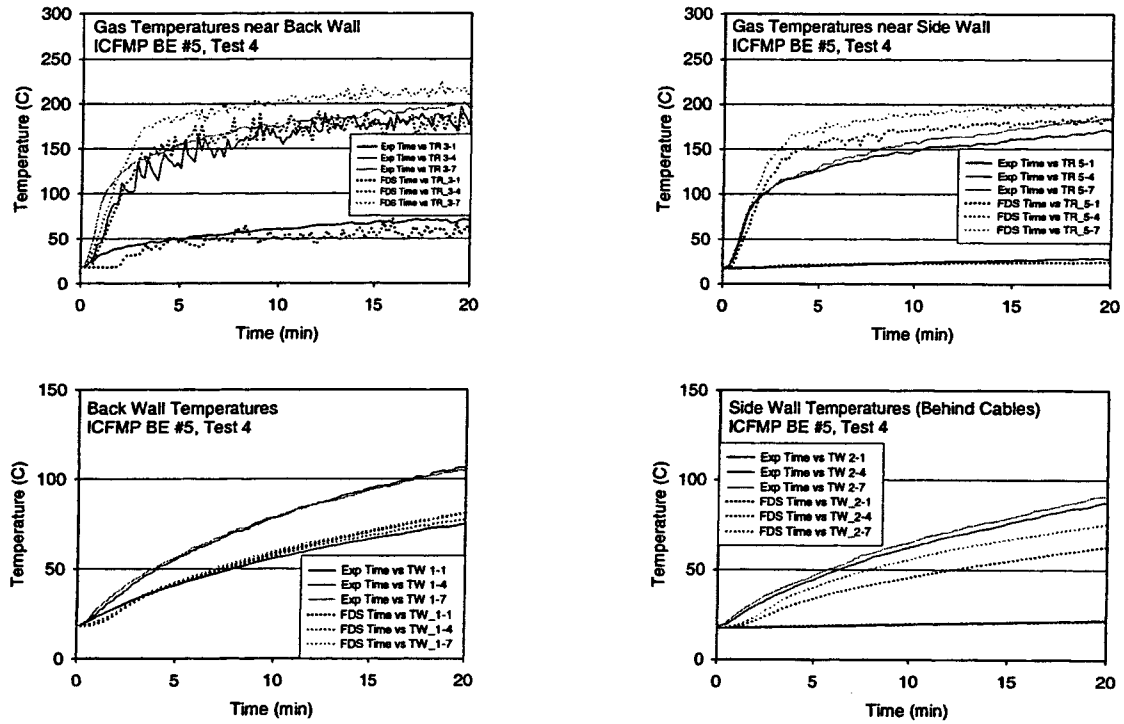 Gas Temperatures near Back Wall
ICFMP BE #5, Test 4
300
250
200
150
100
50
0
Temperature (C)
Exp Time vs TR 3-1
Exp Time vs TR 3-4
Exp Time vs TR 3-7
FDS Time vs TR_3-1
FDS Time vs TR_3-4
FDS Time vs TR_3-7
0 5 10 15 20
Time (min)
Gas Temperatures near Side Wall
ICFMP BE #5, Test 4
300
250
200
150
100
50
0
Temperature (C)
Exp Time vs TR 5-1
Exp Time vs TR 5-4
Exp Time vs TR 5-7
FDS Time vs TR_5-1
FDS Time vs TR_5-4
FDS Time vs TR_5-7
0 5 10 15 20
Time (min)
Back Wall Temperatures
ICFMP BE #5, Test 4
150
100
50
0
Temperature (C)
Exp Time vs TW 1-1
Exp Time vs TW 1-4
Exp Time vs TW 1-7
FDS Time vs TW_1-1
FDS Time vs TW_1-4
FDS Time vs TW_1-7
0 5 10 15 20
Time (min)
Side Wall Temperatures (Behind Cables)
ICFMP BE #5, Test 4
150
100
50
0
Temperature (C)
Exp Time vs TW 2-1
Exp Time vs TW 2-4
Exp Time vs TW 2-7
FDS Time vs TW_2-1
FDS Time vs TW_2-4
FDS Time vs TW_2-7
0 5 10 15 20
Time (min)